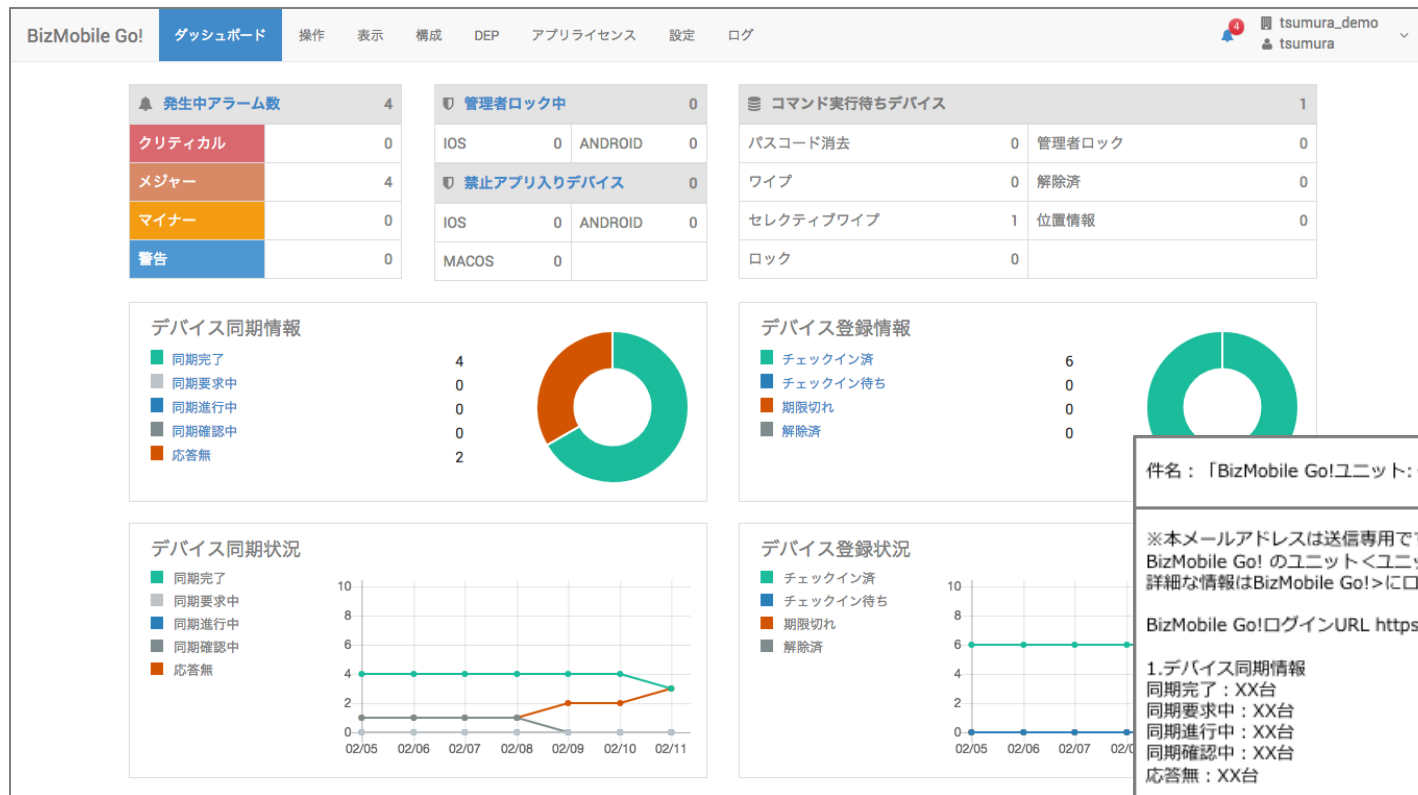 BizMobile Go! ダッシュボード 操作 表示 構成 DEP アプリライセンス 設定 ログ 4 tsumura_demo
tsumura
発生中アラーム数 4
クリティカル 0
メジャー 4
マイナー 0
警告 0
管理者ロック中 0
IOS 0 ANDROID 0
禁止アプリ入りデバイス 0
IOS 0 ANDROID 0
MACOS 0
コマンド実行待ちデバイス 1
パスコード消去 0 管理者ロック 0
ワイプ 0 解除済 0
セレクティブワイプ 1 位置情報 0
ロック 0
デバイス同期情報
同期完了 4
同期要求中 0
同期進行中 0
同期確認中 0
応答無 2
デバイス登録情報
チェックイン済 6
チェックイン待ち 0
期限切れ 0
解除済 0
デバイス同期状況
同期完了
同期要求中
同期進行中
同期確認中
応答無
10
8
6
4
2
0
02/05 02/06 02/07 02/08 02/09 02/10 02/11
デバイス登録状況
チェックイン済
チェックイン待ち
期限切れ
解除済
10
8
6
4
2
0
02/05 02/06 02/07 02/0
件名：「BizMobile Go!ユニット:
※本メールアドレスは送信専用で
BizMobile Go! のユニット＜ユニッ
詳細な情報はBizMobile Go!>にロ
BizMobile Go!ログインURL https
1.デバイス同期情報
同期完了：XX台
同期要求中：XX台
同期進行中：XX台
同期確認中：XX台
応答無：XX台